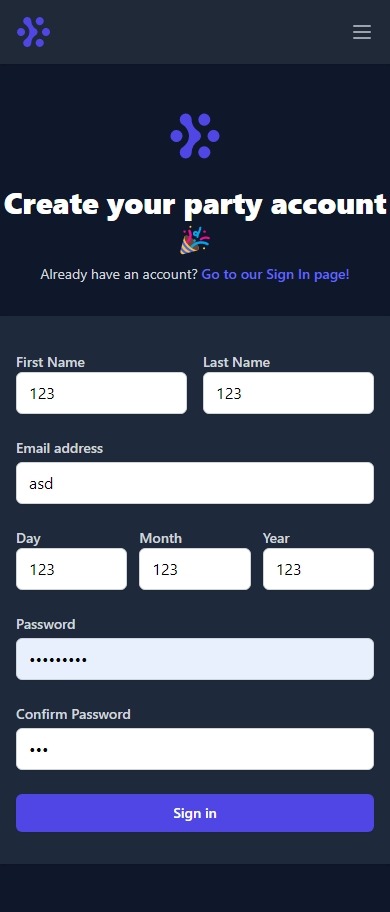 Create your party account
🎉
Already have an account? Go to our Sign In page!
First Name Last Name
123 123
Email address
asd
Day Month Year
123 123 123
Password
•••••••••
Confirm Password
•••
Sign in